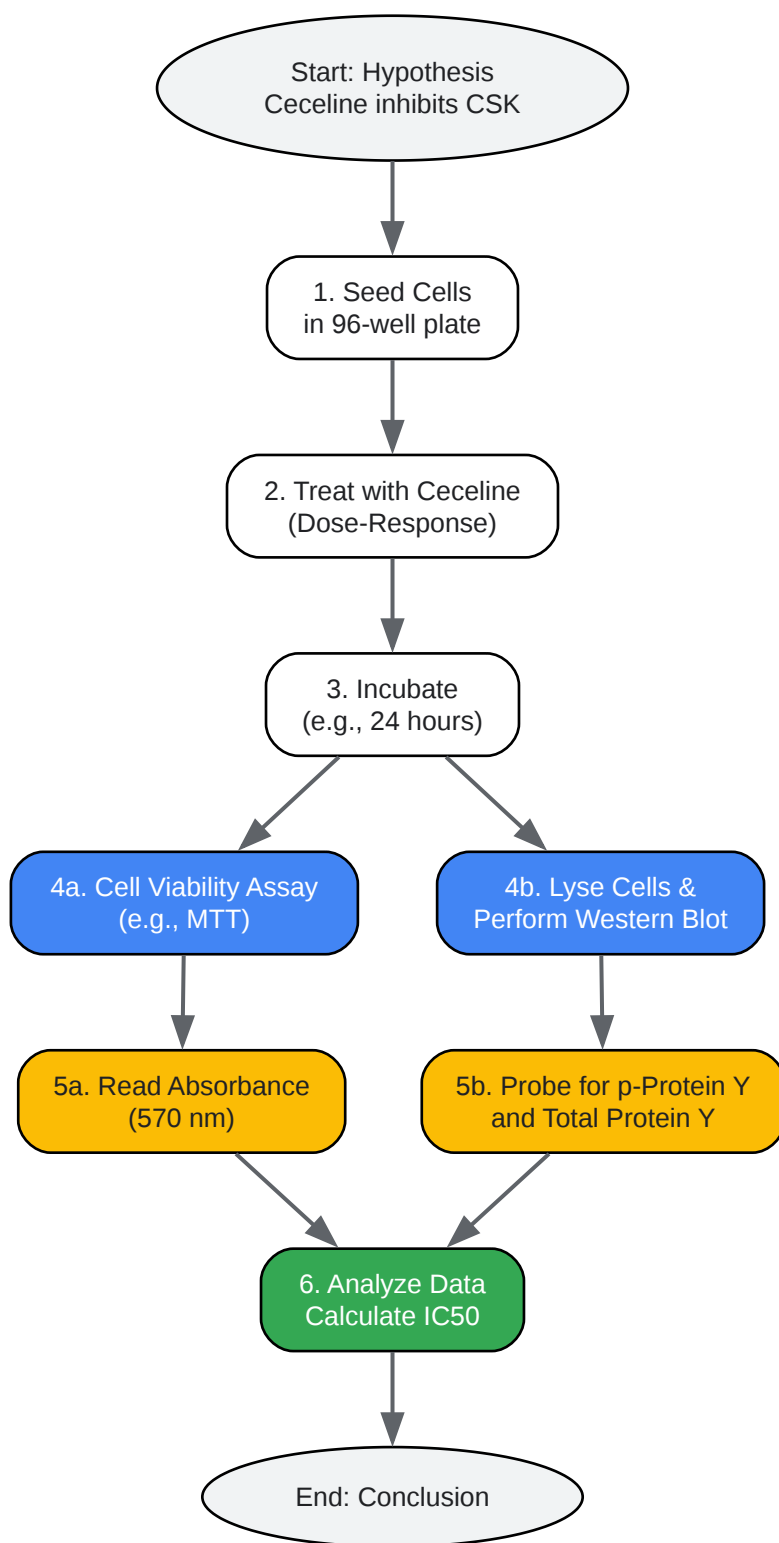 Start: Hypothesis
Ceceline inhibits CSK
1. Seed Cells
in 96-well plate
2. Treat with Ceceline
(Dose-Response)
3. Incubate
(e.g., 24 hours)
4a. Cell Viability Assay
(e.g., MTT)
4b. Lyse Cells &
Perform Western Blot
5a. Read Absorbance
(570 nm)
5b. Probe for p-Protein Y
and Total Protein Y
6. Analyze Data
Calculate IC50
End: Conclusion